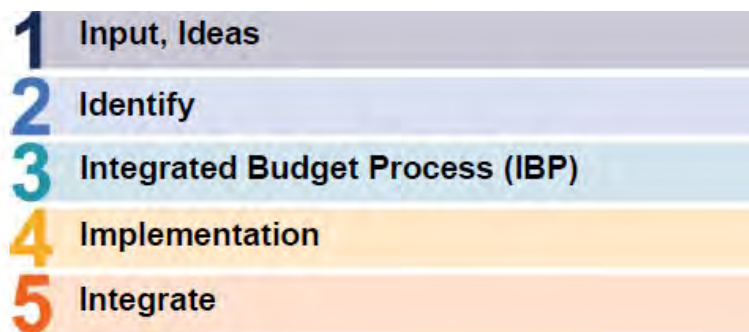 1 Input, Ideas
2 Identify
3 Integrated Budget Process (IBP)
4 Implementation
5 Integrate